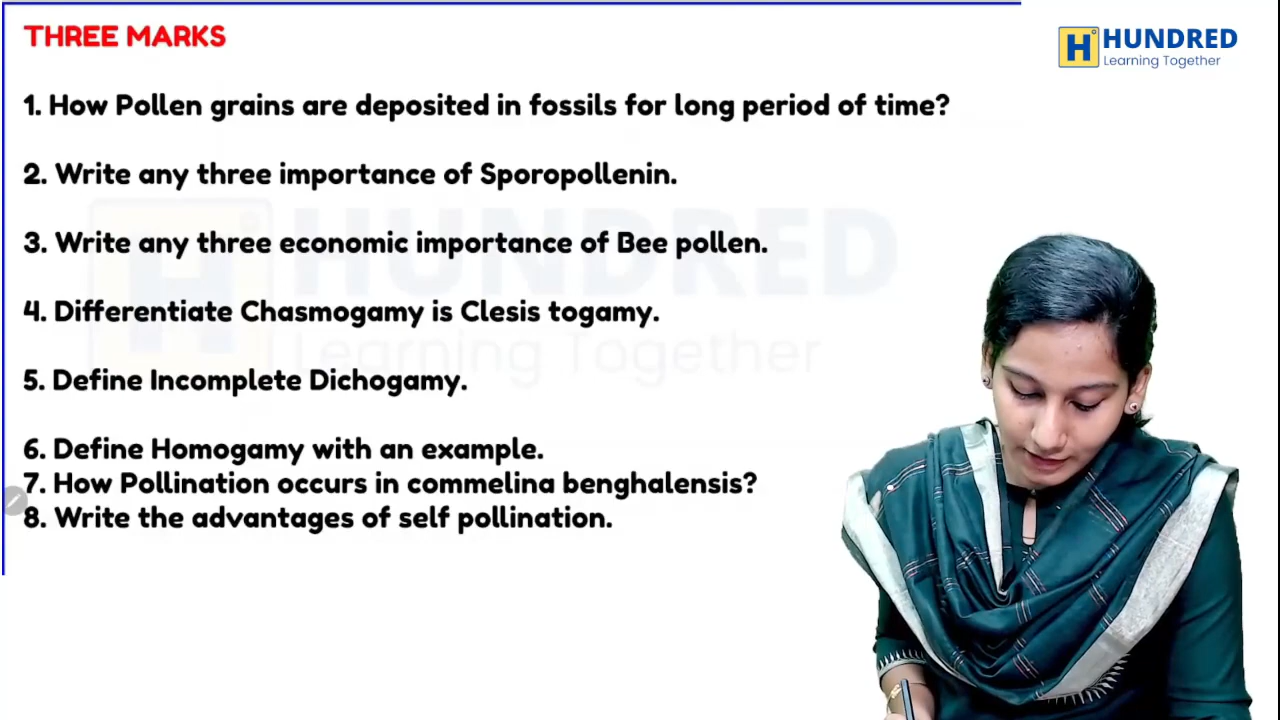 THREE MARKS
HUNDRED
Learning Together
1. How Pollen grains are deposited in fossils for long period of time?
2. Write any three importance of Sporopollenin.
3. Write any three economic importance of Bee pollen.
4. Differentiate Chasmogamy is Clesis togamy.
5. Define Incomplete Dichogamy.
6. Define Homogamy with an example.
7. How Pollination occurs in commelina benghalensis?
8. Write the advantages of self pollination.
H
HUNDRED
Learning Together